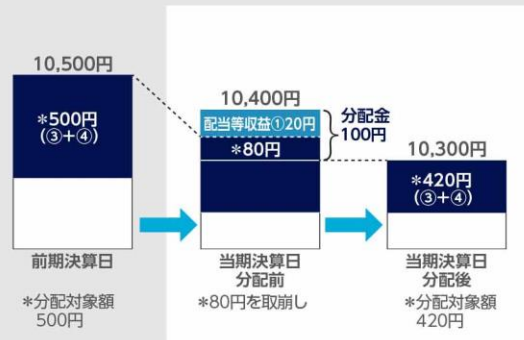 10,500円
*500円
(③+④)
前期決算日
*分配対象額
500円
10,400円
配当等収益①20円
*80円
分配金
100円
当期決算日
分配前
*80円を取崩し
10,300円
*420円
(③+④)
当期決算日
分配後
*分配対象額
420円